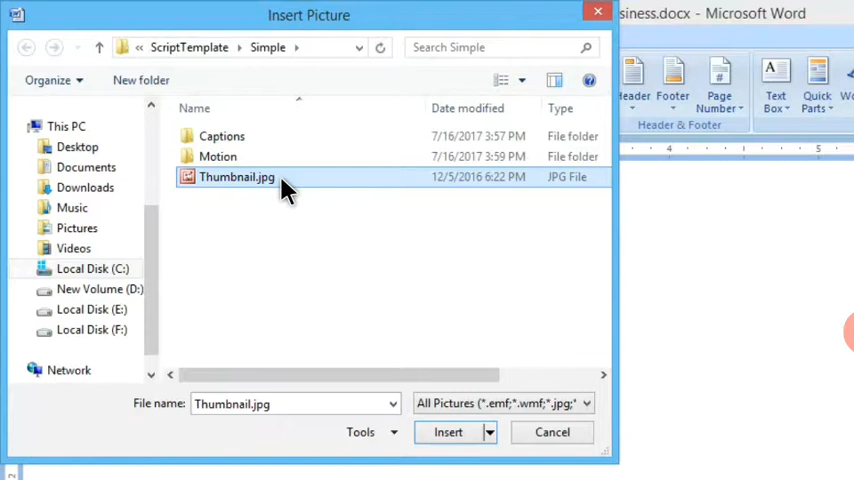 Insert Picture
siness.docx - Microsoft Word
« ScriptTemplate Simple
Search Simple
Organize
New folder
Name
Date modified
Type
This PC
Desktop
Documents
Downloads
Music
Pictures
Videos
Local Disk (C:)
New Volume (D:)
Local Disk (E:)
Local Disk (F:)
Network
Captions 7/16/2017 3:57 PM File folder
Motion 7/16/2017 3:59 PM File folder
Thumbnail.jpg 12/5/2016 6:22 PM JPG File
File name: Thumbnail.jpg
All Pictures (*.emf;*.wmf;*.jpg;*
Tools
Insert
Cancel
Header
Footer
Page
Number
Text
Box
Quick
Parts
Wo
Header & Footer
4 5
2